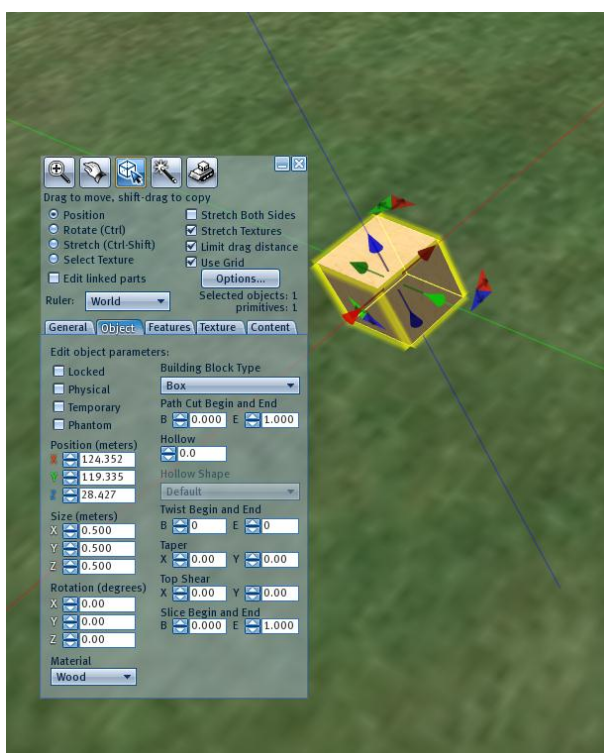 Drag to move, shift-drag to copy
Position
Rotate (Ctrl)
Stretch (Ctrl-Shift)
Select Texture
Edit linked parts
Stretch Both Sides
Stretch Textures
Limit drag distance
Use Grid
Options...
Ruler: World
Selected objects: 1
primitives: 1
General Object Features Texture Content
Edit object parameters:
Locked
Physical
Temporary
Phantom
Position (meters)
X 124.352
Y 119.335
Z 28.427
Size (meters)
X 0.500
Y 0.500
Z 0.500
Rotation (degrees)
X 0.00
Y 0.00
Z 0.00
Material
Wood
Building Block Type
Box
Path Cut Begin and End
B 0.000 E 1.000
Hollow
0.0
Hollow Shape
Default
Twist Begin and End
B 0 E 0
Taper
X 0.00 Y 0.00
Top Shear
X 0.00 Y 0.00
Slice Begin and End
B 0.000 E 1.000